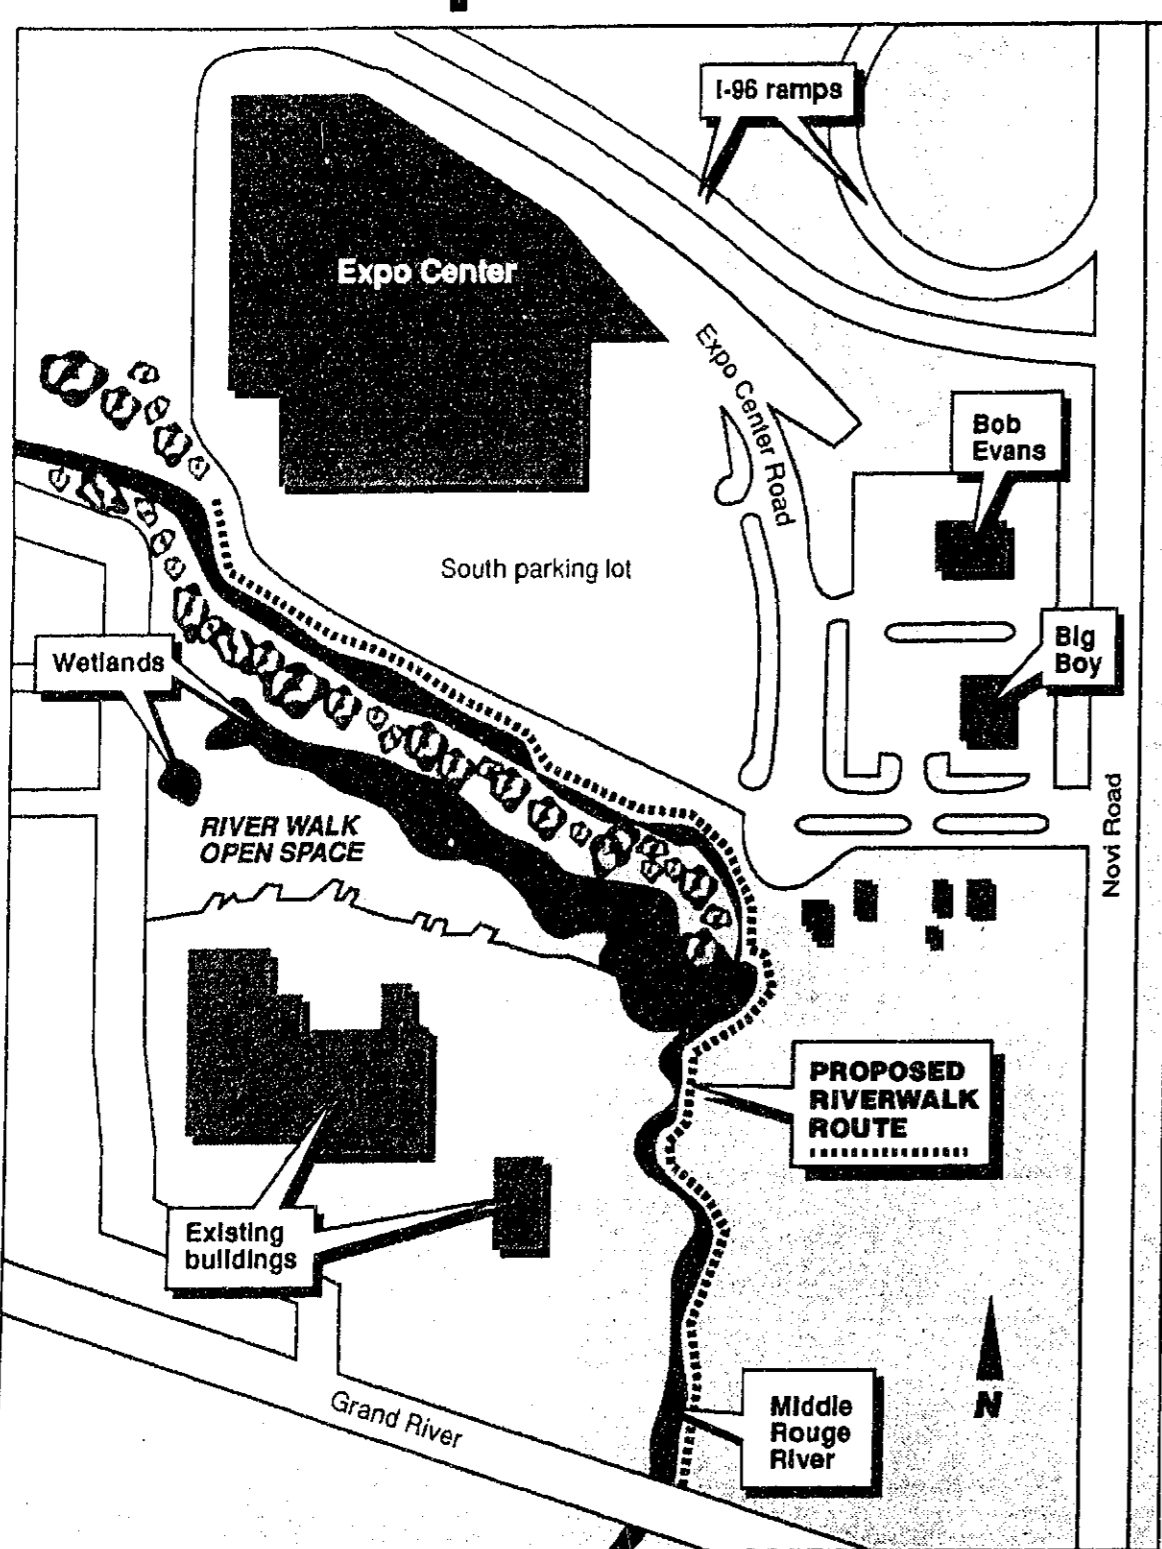 I-96 ramps
Expo Center
Expo Center Road
Bob
Evans
South parking lot
Big
Boy
Wetlands
Novi Road
RIVER WALK
OPEN SPACE
PROPOSED
RIVERWALK
ROUTE
Existing
buildings
Middle
Rouge
River
N
Grand River